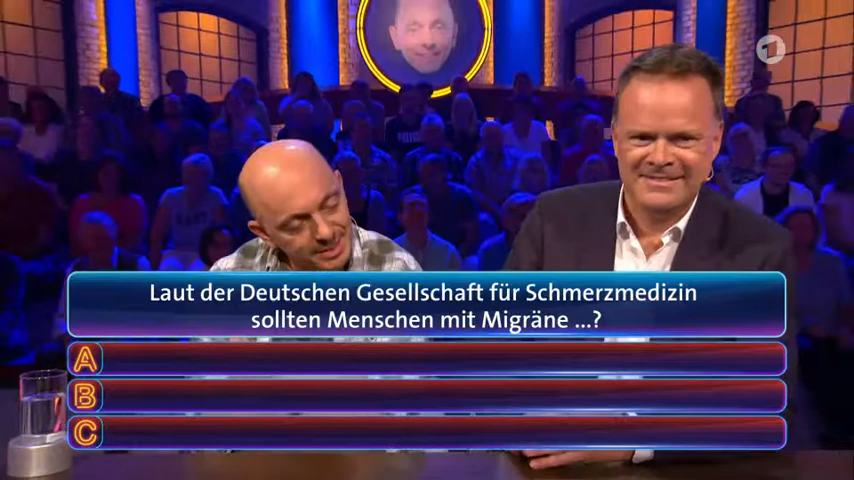 1
Laut der Deutschen Gesellschaft für Schmerzmedizin
sollten Menschen mit Migräne ...?
A
B
C